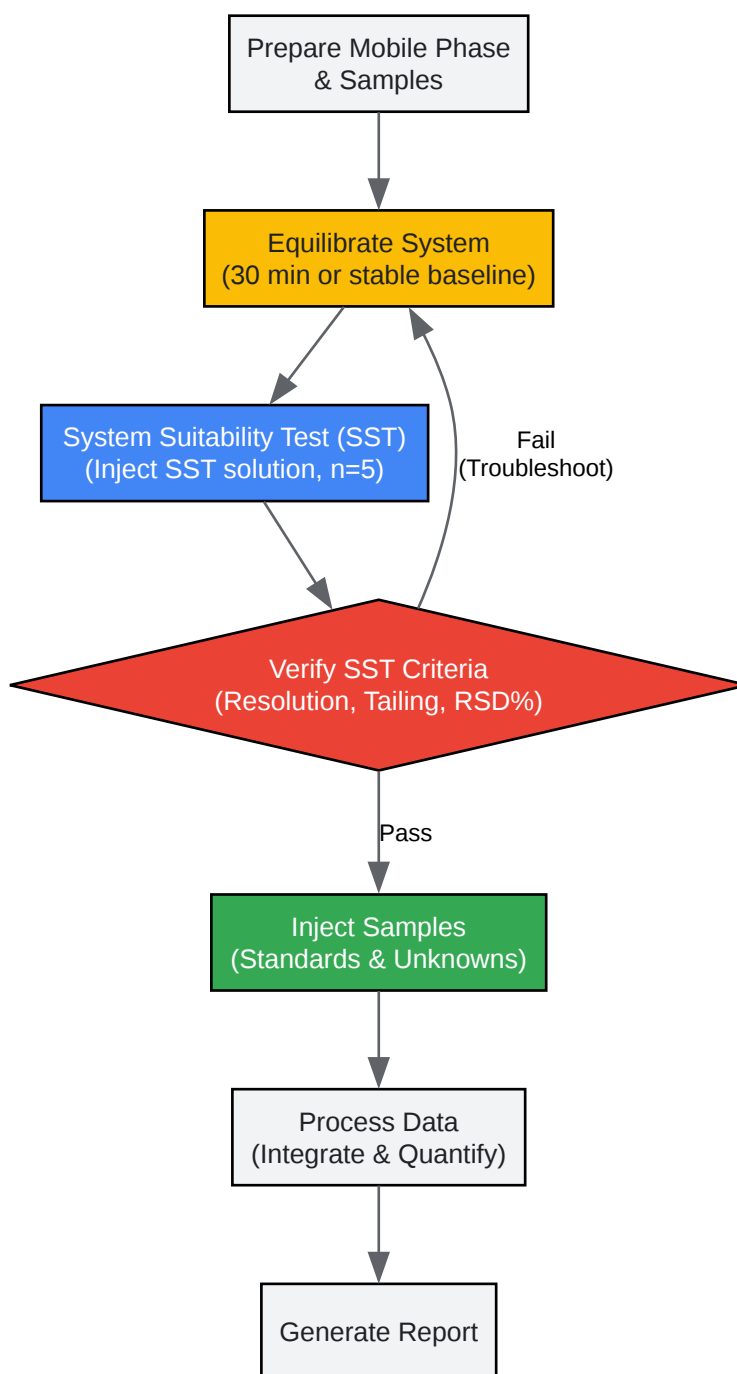 Prepare Mobile Phase
& Samples
Equilibrate System
(30 min or stable baseline)
System Suitability Test (SST)
(Inject SST solution, n=5)
Fail
(Troubleshoot)
Verify SST Criteria
(Resolution, Tailing, RSD%)
Pass
Inject Samples
(Standards & Unknowns)
Process Data
(Integrate & Quantify)
Generate Report